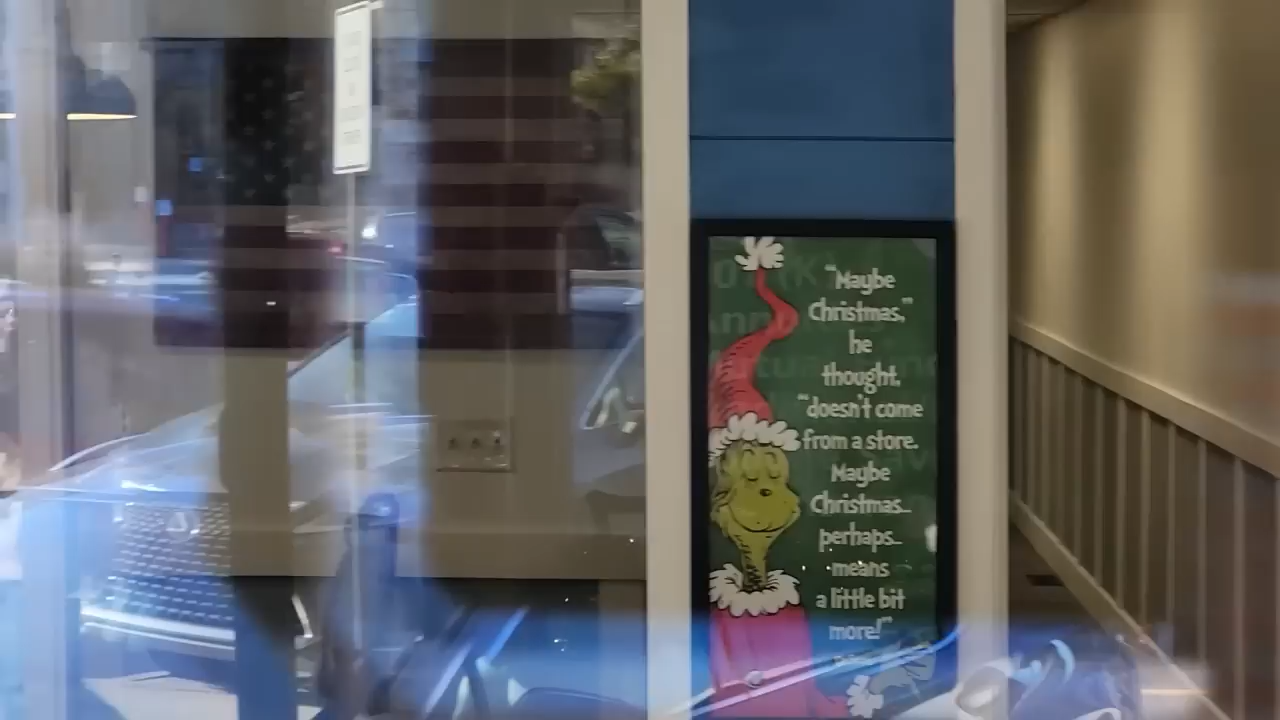 "Maybe
Christmas,"
he
thought,
"doesn't come
from a store.
Maybe
Christmas...
perhaps...
means
a little bit
more!"